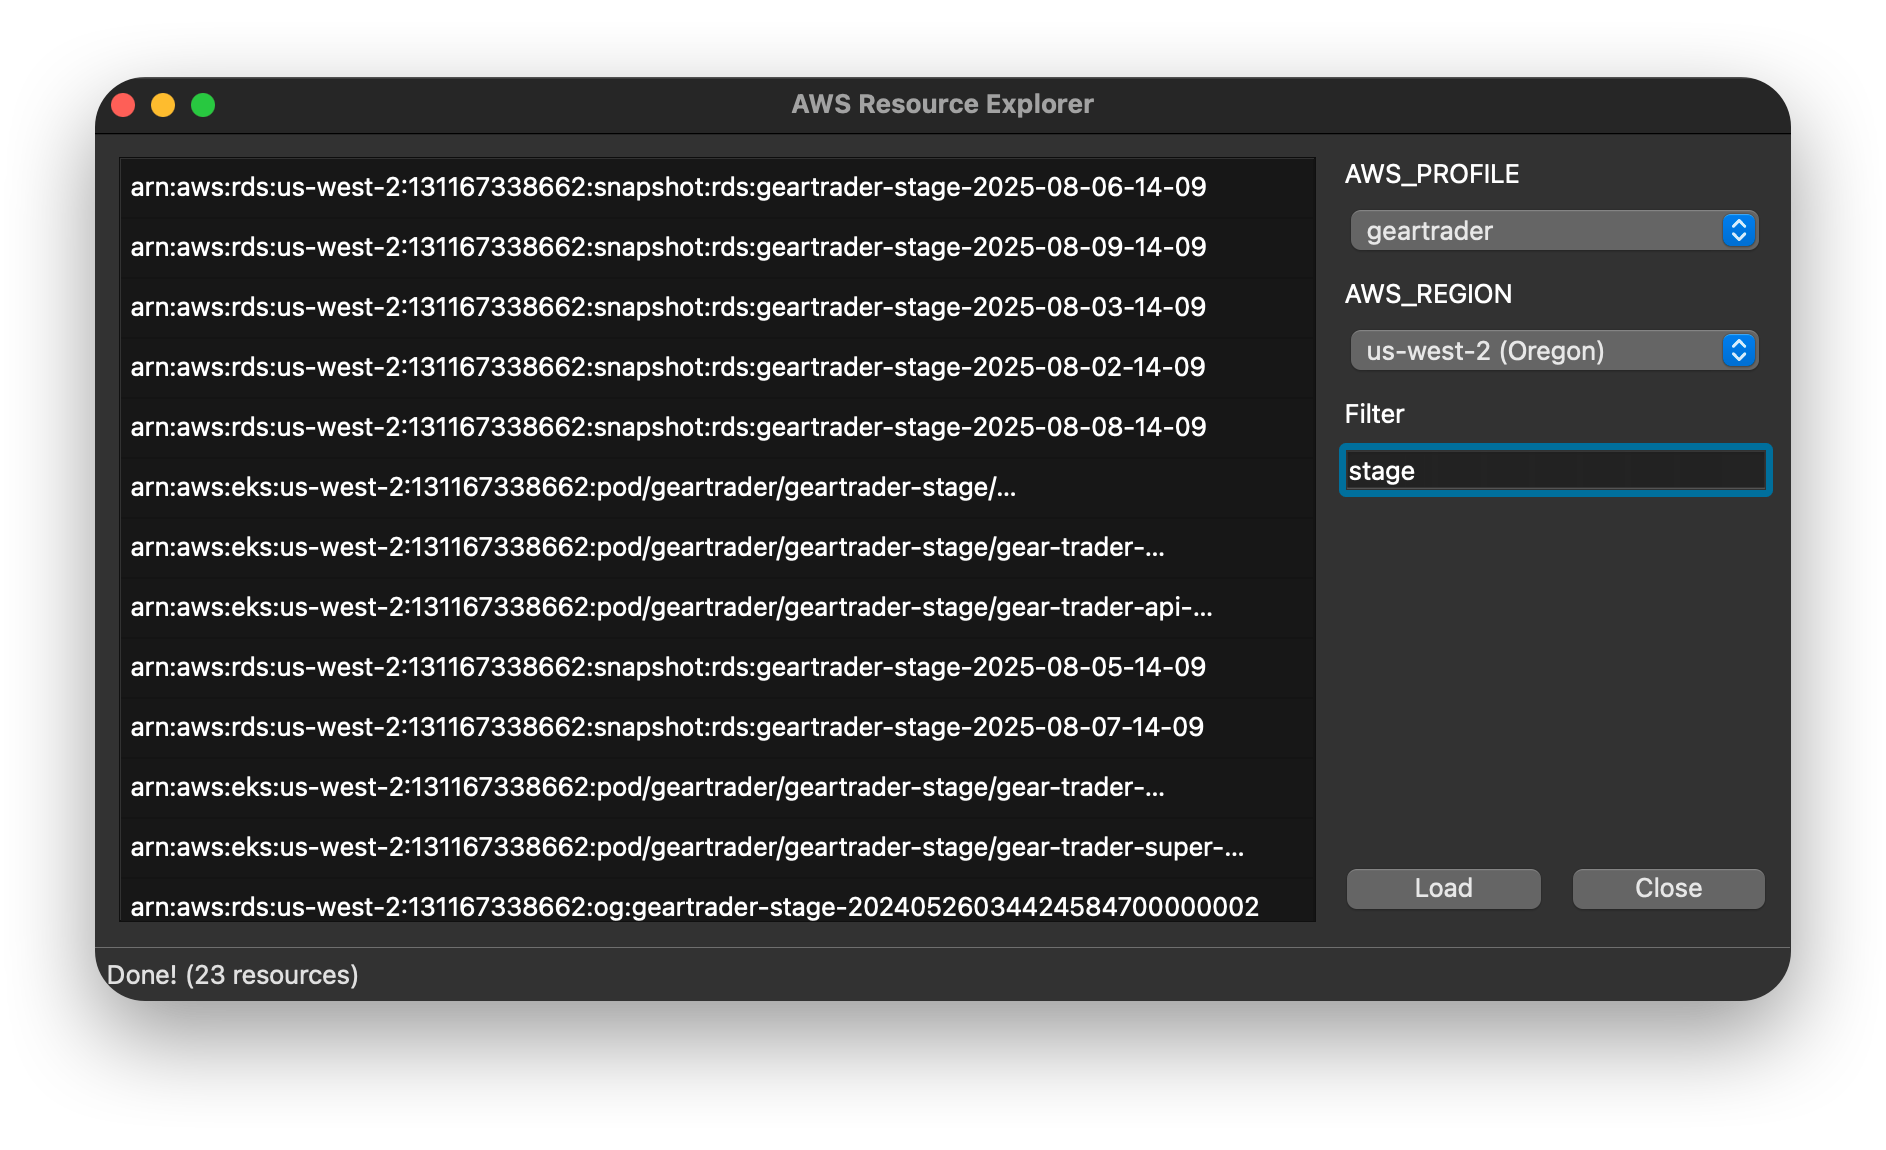 AWS Resource Explorer
arn:aws:rds:us-west-2:131167338662:snapshot:rds:geartrader-stage-2025-08-06-14-09
arn:aws:rds:us-west-2:131167338662:snapshot:rds:geartrader-stage-2025-08-09-14-09
arn:aws:rds:us-west-2:131167338662:snapshot:rds:geartrader-stage-2025-08-03-14-09
arn:aws:rds:us-west-2:131167338662:snapshot:rds:geartrader-stage-2025-08-02-14-09
arn:aws:rds:us-west-2:131167338662:snapshot:rds:geartrader-stage-2025-08-08-14-09
arn:aws:eks:us-west-2:131167338662:pod/geartrader/geartrader-stage/...
arn:aws:eks:us-west-2:131167338662:pod/geartrader/geartrader-stage/gear-trader-...
arn:aws:eks:us-west-2:131167338662:pod/geartrader/geartrader-stage/gear-trader-api-...
arn:aws:rds:us-west-2:131167338662:snapshot:rds:geartrader-stage-2025-08-05-14-09
arn:aws:rds:us-west-2:131167338662:snapshot:rds:geartrader-stage-2025-08-07-14-09
arn:aws:eks:us-west-2:131167338662:pod/geartrader/geartrader-stage/gear-trader-...
arn:aws:eks:us-west-2:131167338662:pod/geartrader/geartrader-stage/gear-trader-super-...
arn:aws:rds:us-west-2:131167338662:og:geartrader-stage-20240526034424584700000002
AWS_PROFILE
geartrader
AWS_REGION
us-west-2 (Oregon)
Filter
stage
Load
Close
Done! (23 resources)